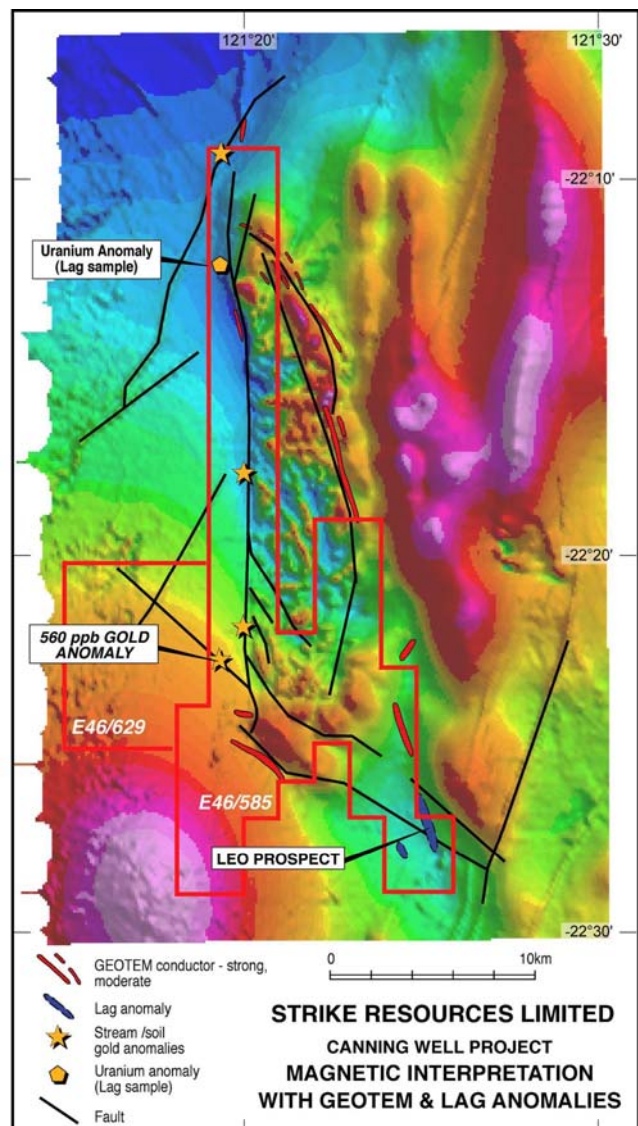 121°20'
121°30'
-22°10'
Uranium Anomaly
(Lag sample)
-22°20'
560 ppb GOLD
ANOMALY
E46/629
E46/585
LEO PROSPECT
-22°30'
GEOTEM conductor - strong,
moderate
Lag anomaly
Stream /soil
gold anomalies
Uranium anomaly
(Lag sample)
Fault
0
10km
STRIKE RESOURCES LIMITED
CANNING WELL PROJECT
MAGNETIC INTERPRETATION
WITH GEOTEM & LAG ANOMALIES